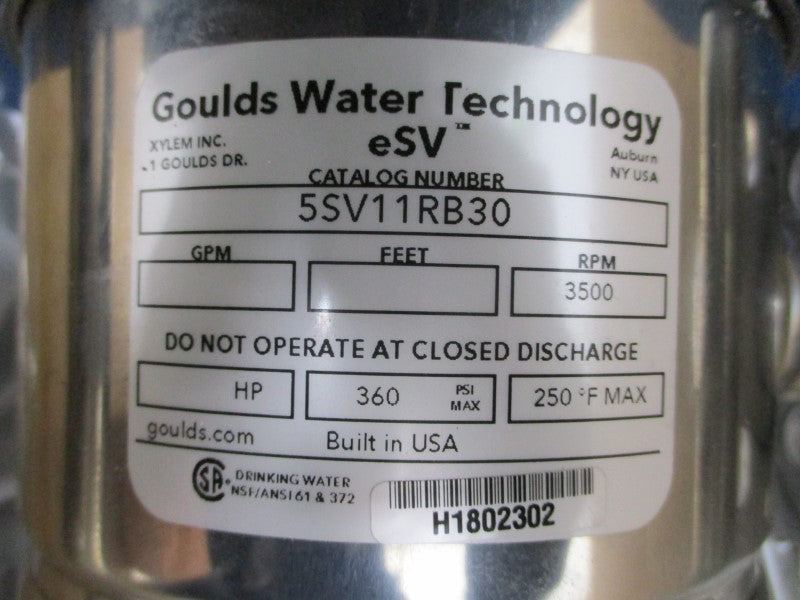 Goulds Water Technology
eSV™
XYLEM INC.
1 GOULDS DR.
Auburn
NY USA
CATALOG NUMBER
5SV11RB30
GPM FEET RPM
3500
DO NOT OPERATE AT CLOSED DISCHARGE
HP 360 PSI MAX 250 °F MAX
goulds.com Built in USA
SA® DRINKING WATER
NSF/ANSI 61 & 372
H1802302